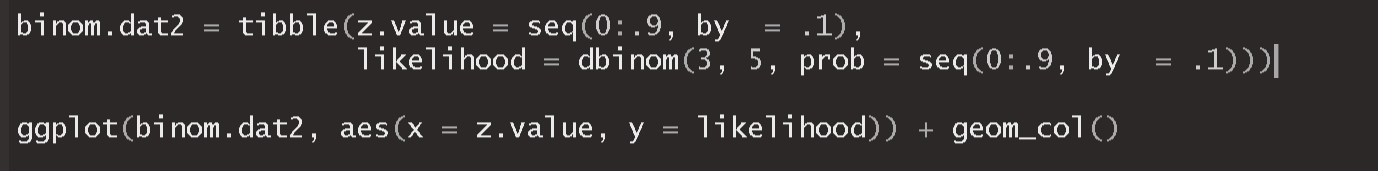 binom.dat2 = tibble(z.value = seq(0:.9, by  = .1),
                    likelihood = dbinom(3, 5, prob = seq(0:.9, by  = .1)))
ggplot(binom.dat2, aes(x = z.value, y = likelihood)) + geom_col()